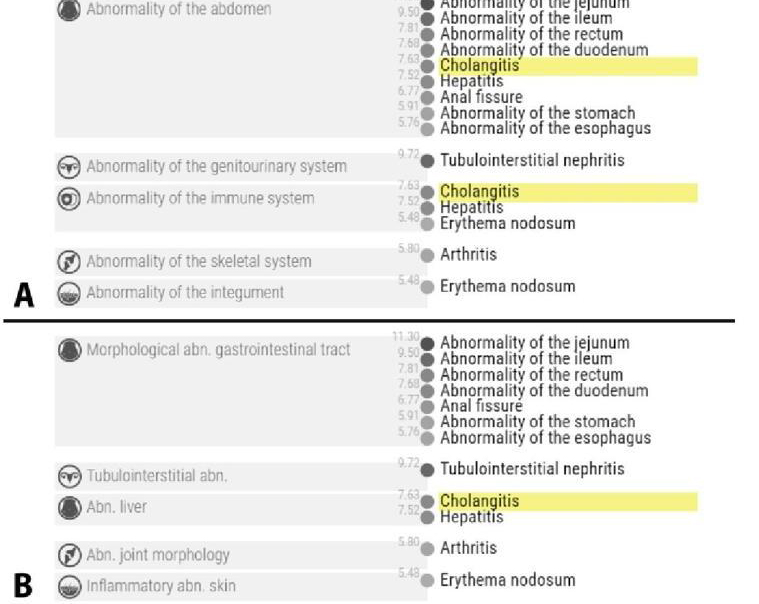 Abnormality of the jejunum
Abnormality of the abdomen
9.50 Abnormality of the ileum
7.81 Abnormality of the rectum
7.68 Abnormality of the duodenum
7.63 Cholangitis
7.52 Hepatitis
6.77 Anal fissure
5.91 Abnormality of the stomach
5.76 Abnormality of the esophagus
Abnormality of the genitourinary system 9.72 Tubulointerstitial nephritis
Abnormality of the immune system 7.63 Cholangitis
7.52 Hepatitis
5.48 Erythema nodosum
Abnormality of the skeletal system 5.80 Arthritis
Abnormality of the integument 5.48 Erythema nodosum
A
Morphological abn. gastrointestinal tract 11.30 Abnormality of the jejunum
9.50 Abnormality of the ileum
7.81 Abnormality of the rectum
7.68 Abnormality of the duodenum
6.77 Anal fissure
5.91 Abnormality of the stomach
5.76 Abnormality of the esophagus
Tubulointerstitial abn. 9.72 Tubulointerstitial nephritis
Abn. liver 7.63 Cholangitis
7.52 Hepatitis
Abn. joint morphology 5.80 Arthritis
Inflammatory abn. skin 5.48 Erythema nodosum
B